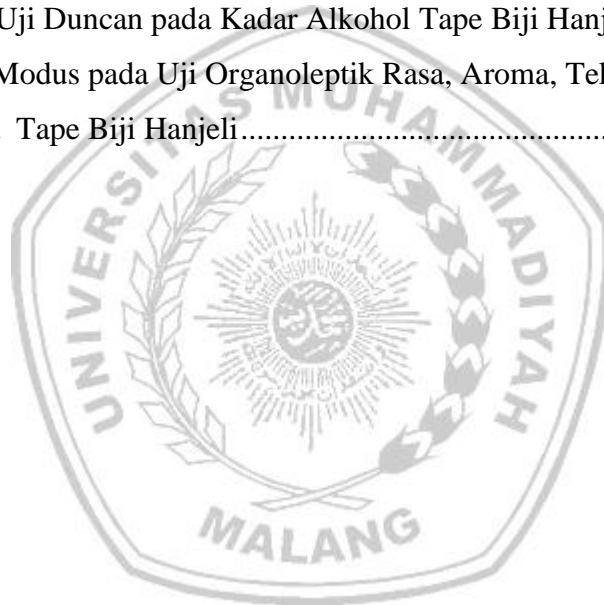 Uji Duncan pada Kadar Alkohol Tape Biji Hanj
Modus pada Uji Organoleptik Rasa, Aroma, Te
Tape Biji Hanjeli............................................
UNIVERSITAS MUHAMMADIYAH
MALANG